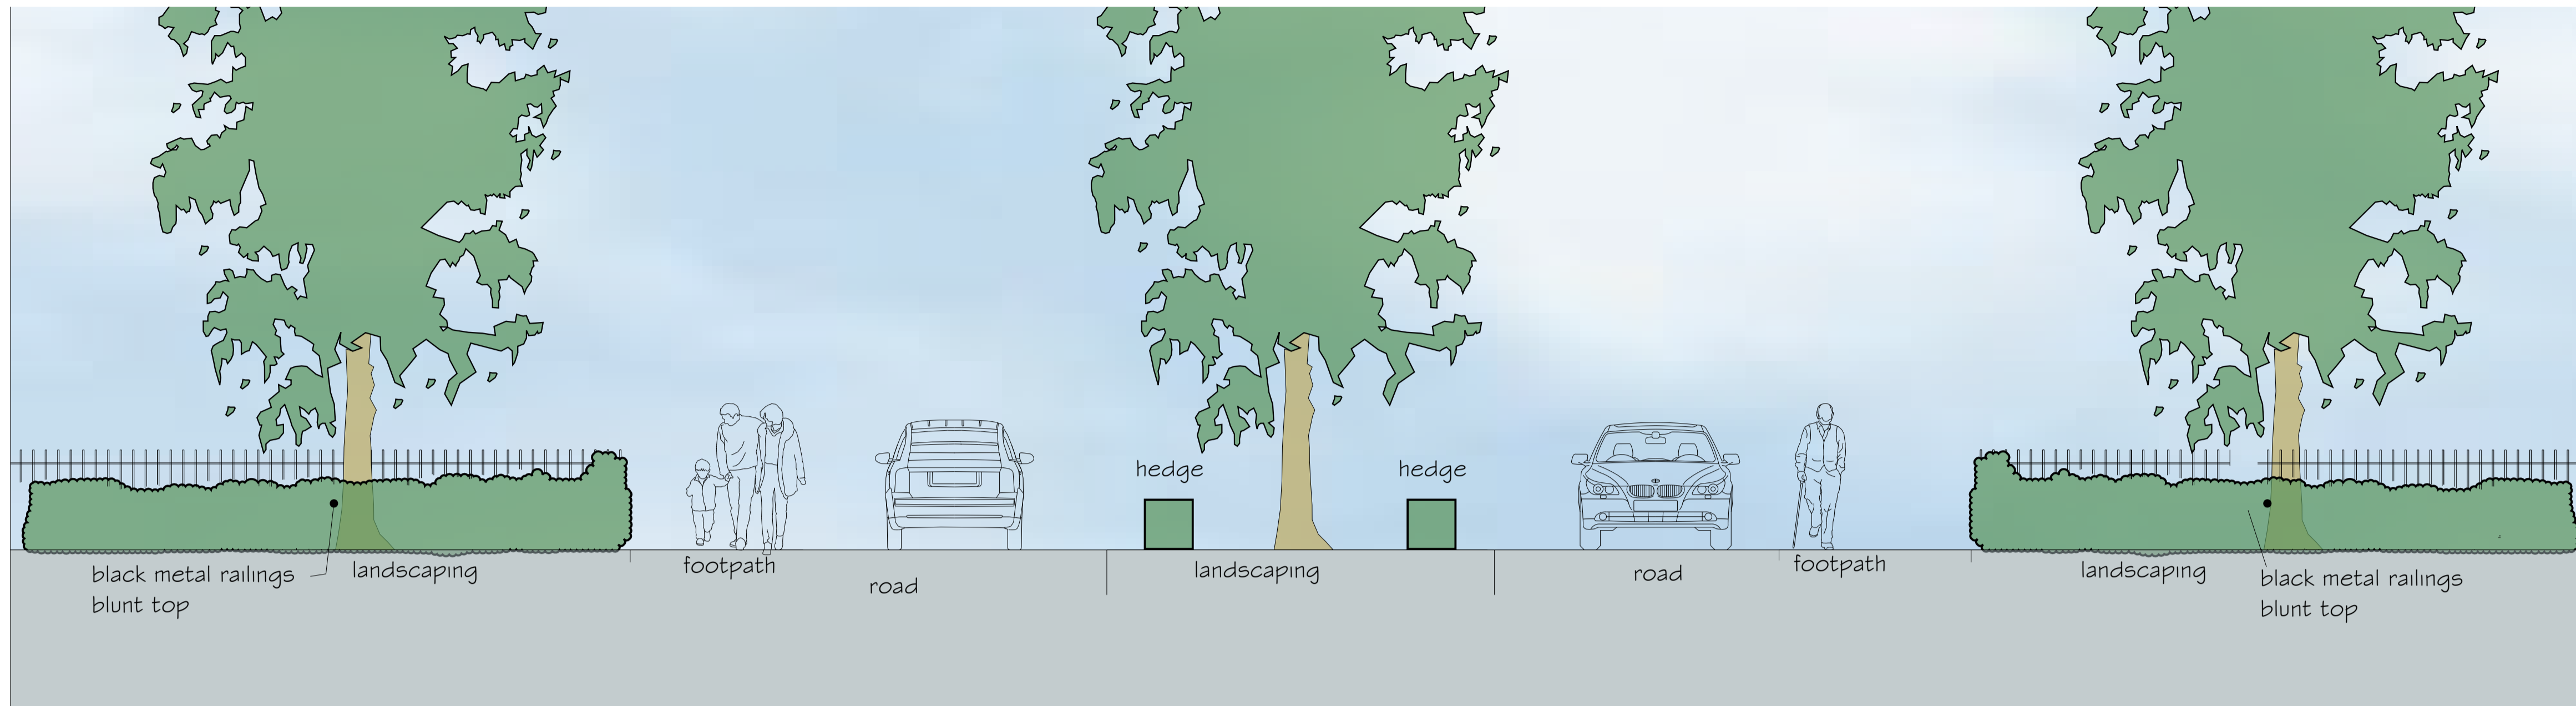 hedge
hedge
black metal railings
blunt top
landscaping
footpath
road
landscaping
road
footpath
landscaping
black metal railings
blunt top